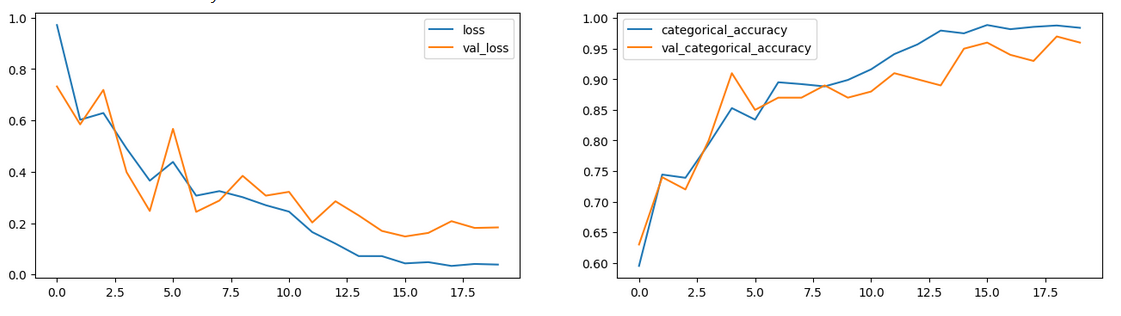 1.0
0.8
0.6
0.4
0.2
0.0
0.0 2.5 5.0 7.5 10.0 12.5 15.0 17.5
loss
val_loss
1.00
0.95
0.90
0.85
0.80
0.75
0.70
0.65
0.60
0.0 2.5 5.0 7.5 10.0 12.5 15.0 17.5
categorical_accuracy
val_categorical_accuracy